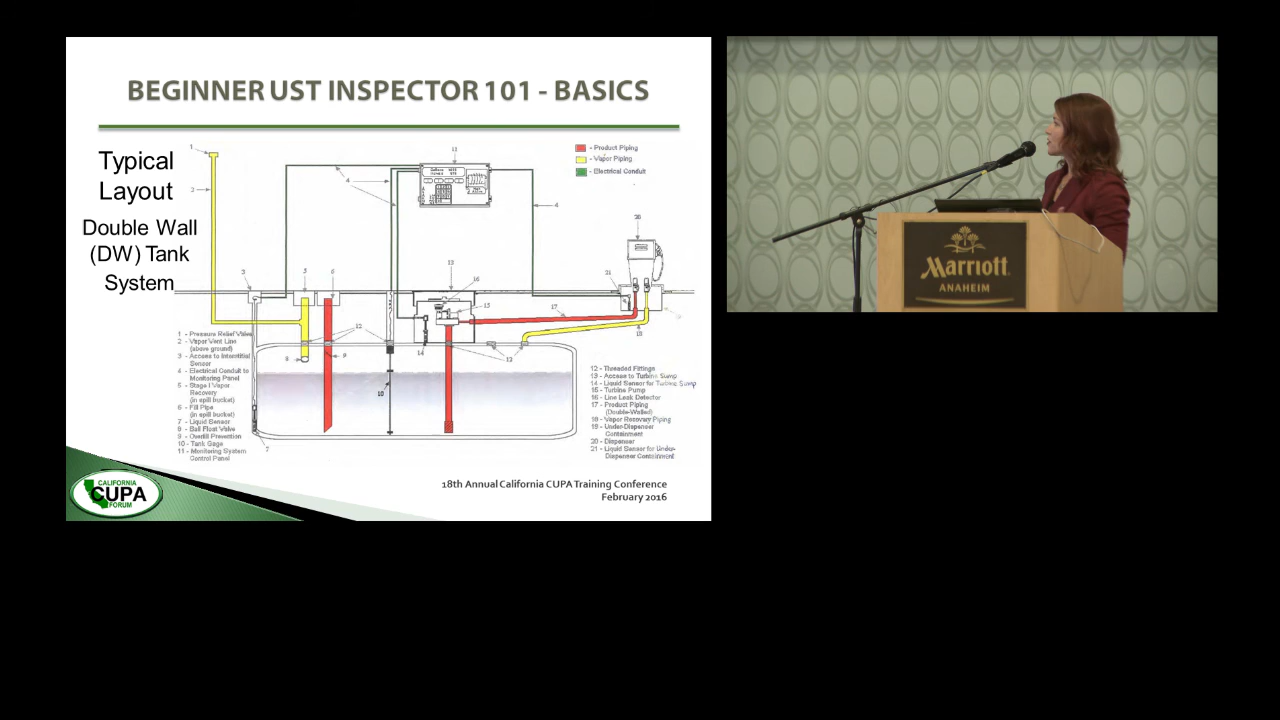 BEGINNER UST INSPECTOR 101 - BASICS
Typical
Layout
Double Wall
(DW) Tank
System
- Product Piping
- Vapor Piping
- Electrical Conduit
1 - Pressure Relief Valve
2 - Vapor Vent Line
(above ground)
3 - Access to Interstitial
Sensor
4 - Electrical Conduit to
Monitoring Panel
5 - Stage I Vapor
Recovery
(in spill bucket)
6 - Fill Pipe
(in spill bucket)
7 - Liquid Sensor
8 - Ball Float Valve
9 - Overfill Prevention
10 - Tank Gage
11 - Monitoring System
Control Panel
12 - Threaded Fittings
13 - Access to Turbine Sump
14 - Liquid Sensor for Turbine Sump
15 - Turbine Pump
16 - Line Leak Detector
17 - Product Piping
(Double-Walled)
18 - Vapor Recovery Piping
19 - Under-Dispenser
Containment
20 - Dispenser
21 - Liquid Sensor for Under-
Dispenser Containment
CALIFORNIA
CUPA
FORUM
18th Annual California CUPA Training Conference
February 2016
Marriott
ANAHEIM